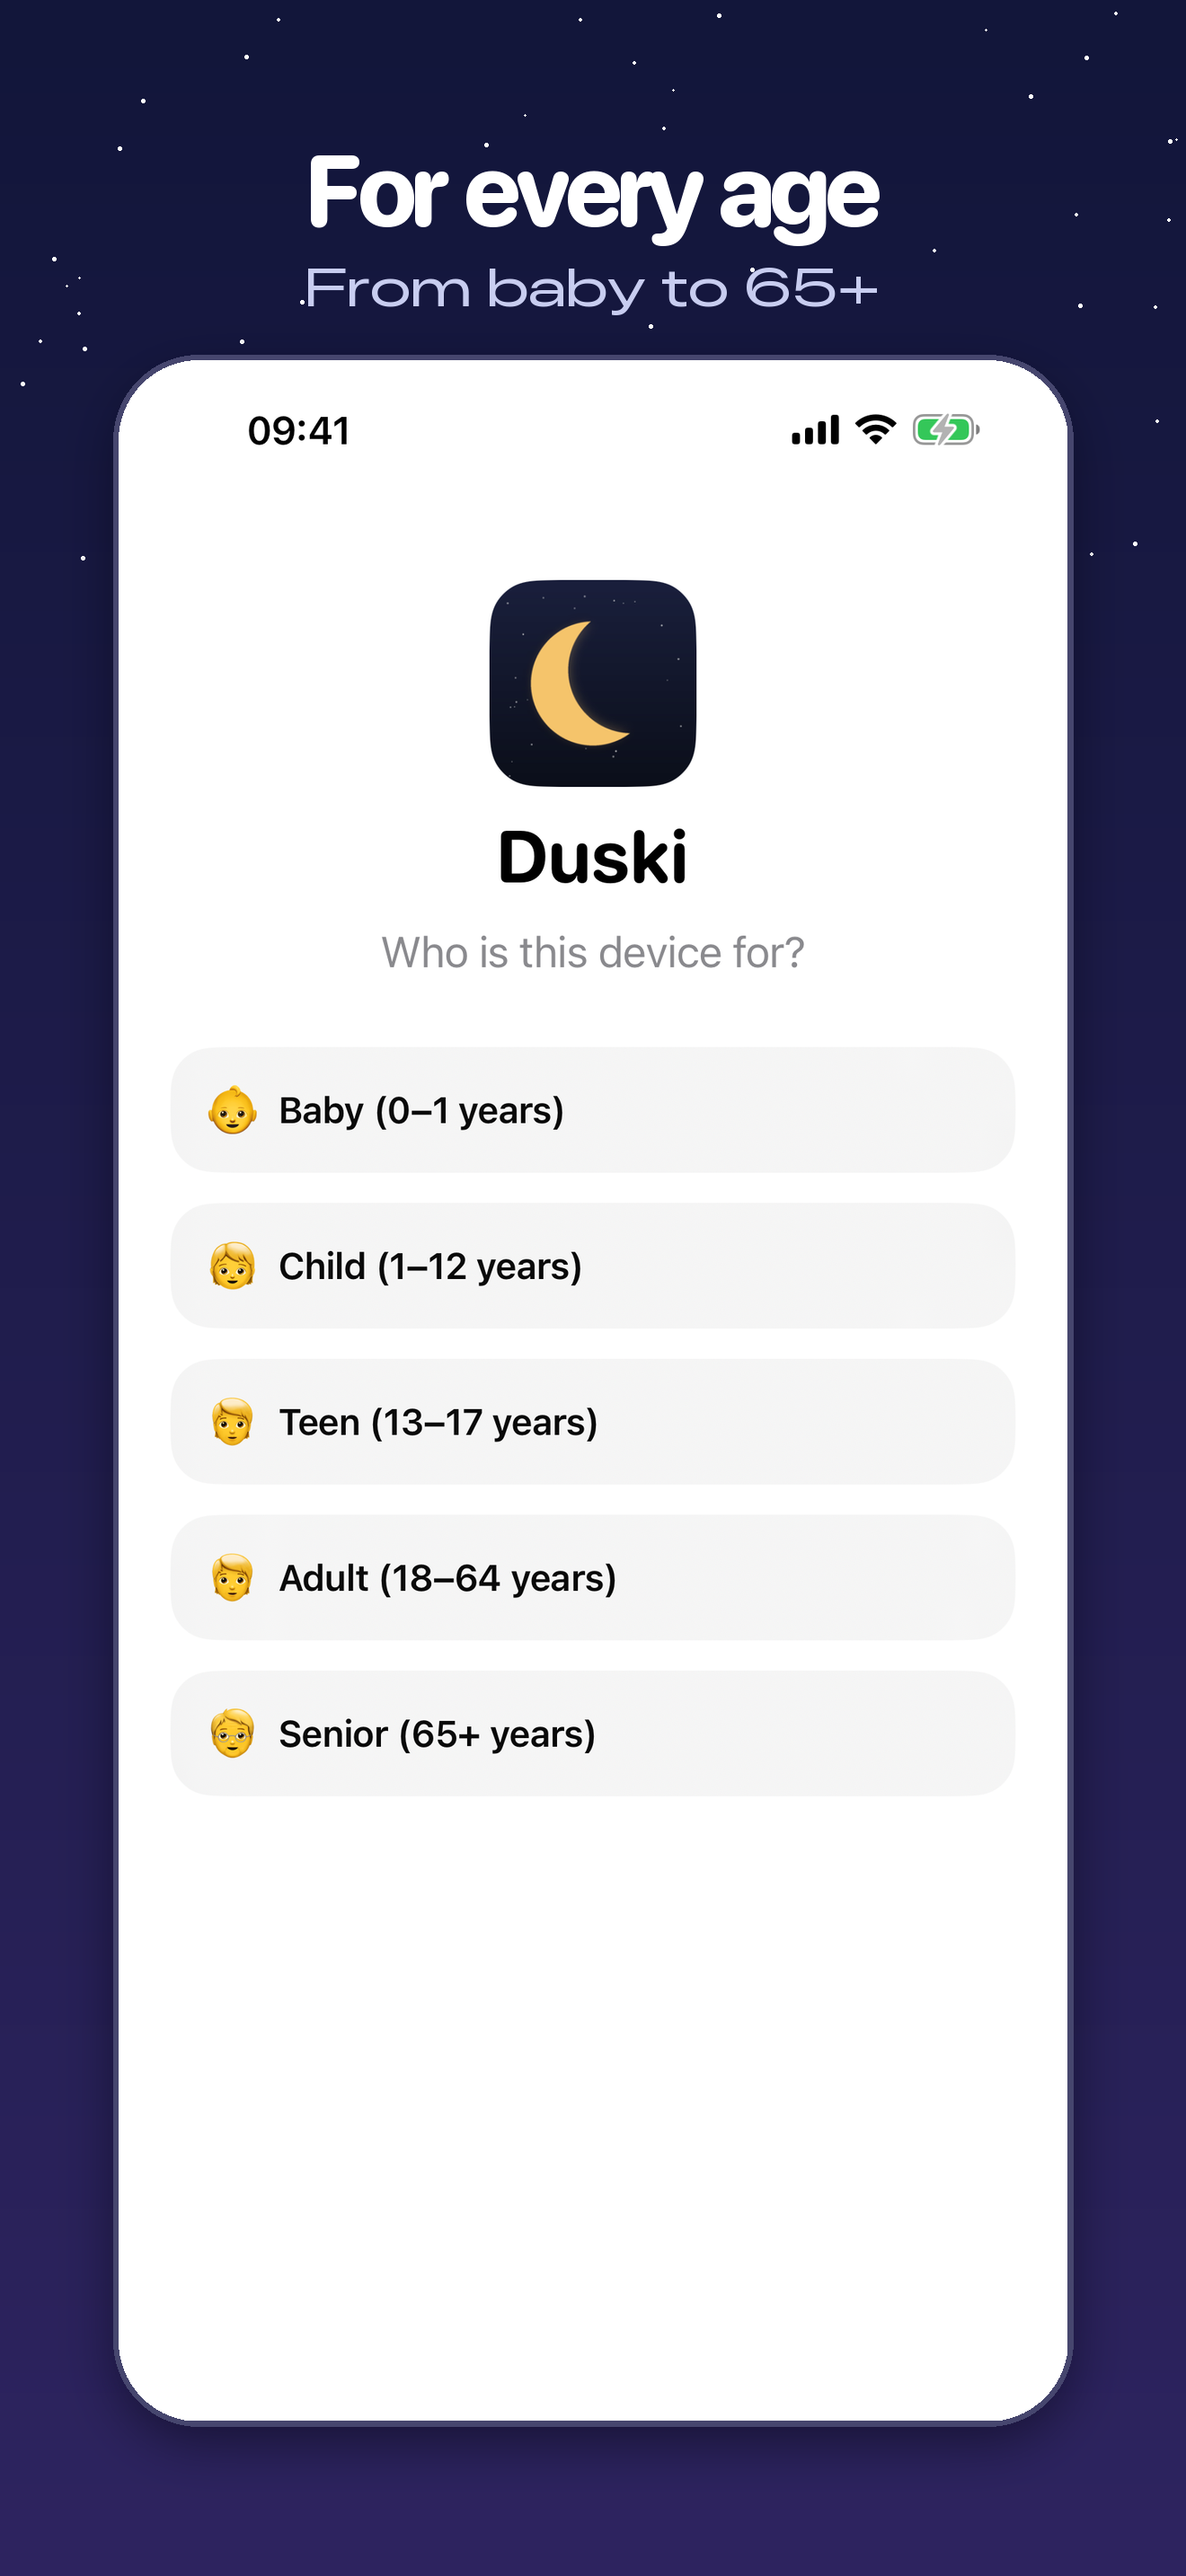 For every age
From baby to 65+
09:41
Duski
Who is this device for?
Baby (0–1 years)
Child (1–12 years)
Teen (13–17 years)
Adult (18–64 years)
Senior (65+ years)